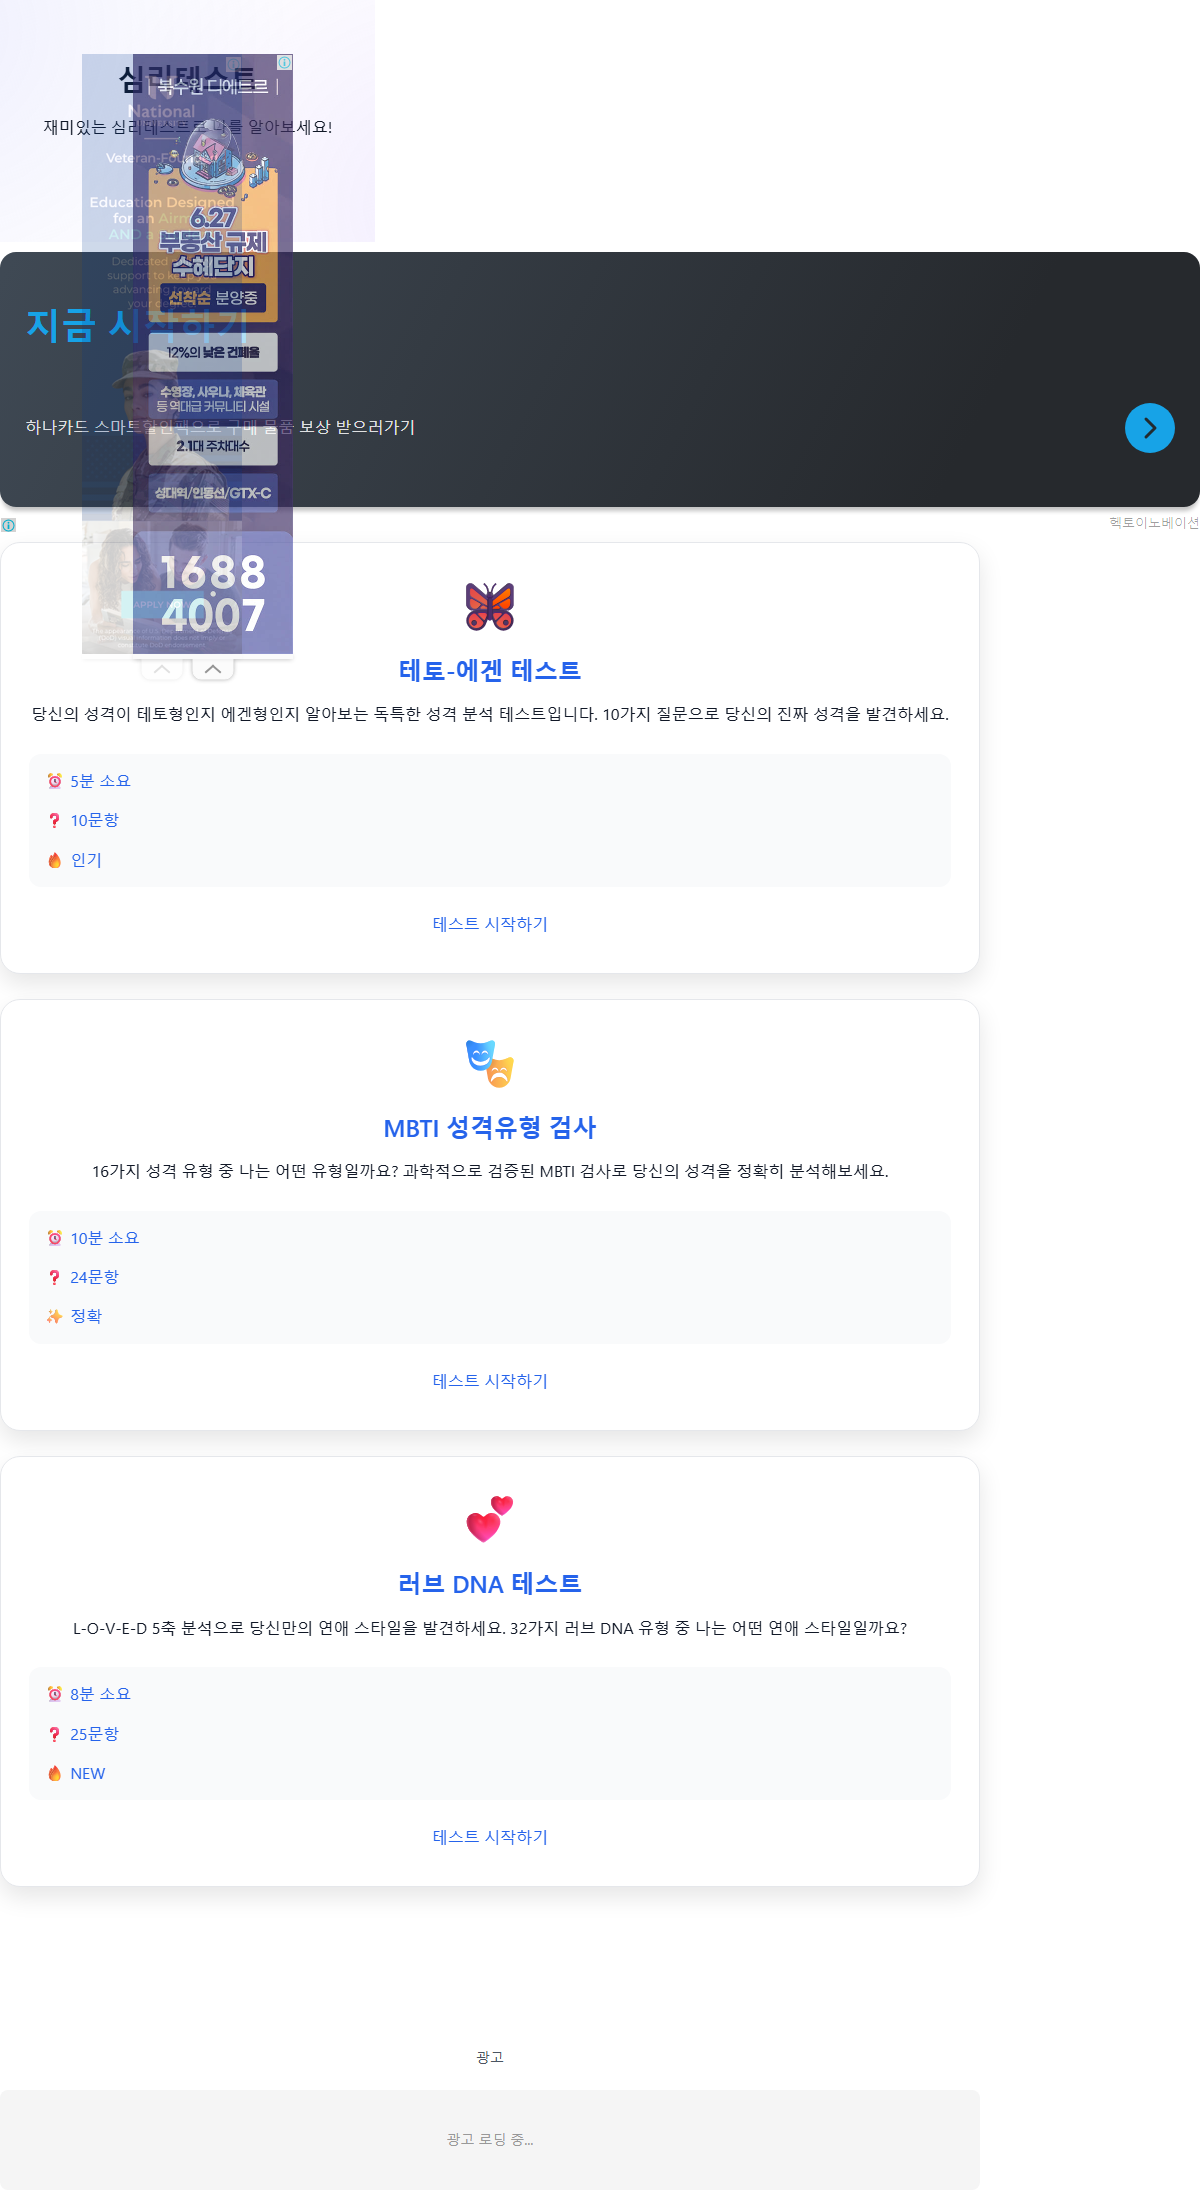 심리테스트
재미있는 심리테스트로 나를 알아보세요!
북수원 디에트르
National
Veteran-Fou
Education Designed
for an Airm
AND a
Dedicated
support to keep y
advancing toward
your degree
6.27
부동산 규제
수혜단지
선착순 분양중
12%의 낮은 건폐율
수영장, 사우나, 체육관
등 역대급 커뮤니티 시설
2.1대 주차대수
성대역/인동선/GTX-C
1688
4007
APPLY NOW
지금 시작하기
하나카드 스마트할인팩으로 구매 물품 보상 받으러가기
헥토이노베이션
테토-에겐 테스트
당신의 성격이 테토형인지 에겐형인지 알아보는 독특한 성격 분석 테스트입니다. 10가지 질문으로 당신의 진짜 성격을 발견하세요.
⏰ 5분 소요
❓ 10문항
🔥 인기
테스트 시작하기
MBTI 성격유형 검사
16가지 성격 유형 중 나는 어떤 유형일까요? 과학적으로 검증된 MBTI 검사로 당신의 성격을 정확히 분석해보세요.
⏰ 10분 소요
❓ 24문항
✨ 정확
테스트 시작하기
러브 DNA 테스트
L-O-V-E-D 5축 분석으로 당신만의 연애 스타일을 발견하세요. 32가지 러브 DNA 유형 중 나는 어떤 연애 스타일일까요?
⏰ 8분 소요
❓ 25문항
🔥 NEW
테스트 시작하기
광고
광고 로딩 중...